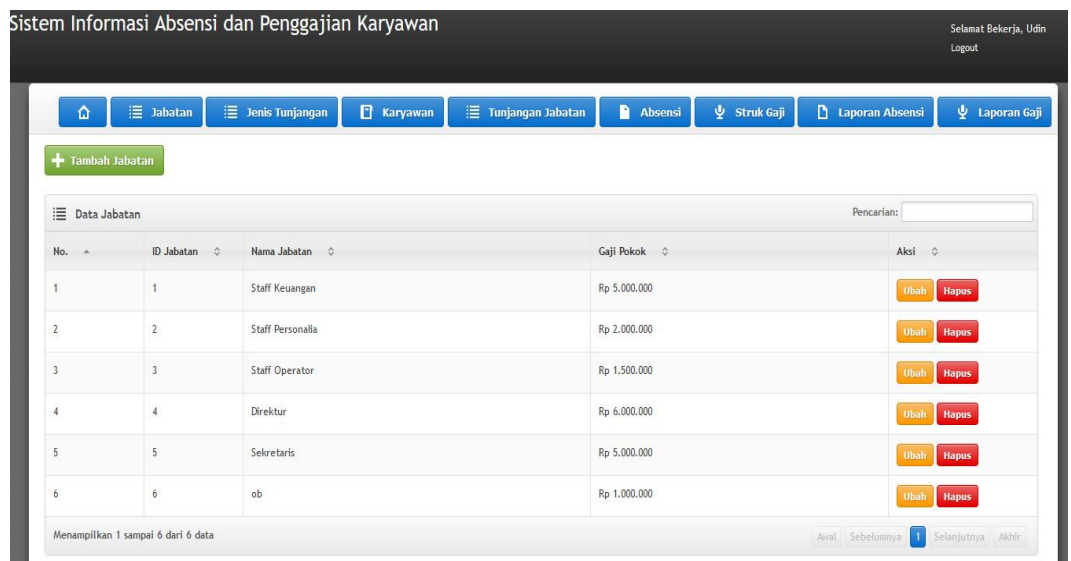 Sistem Informasi Absensi dan Penggajian Karyawan
Selamat Bekerja, Udin
Logout
Jabatan Jenis Tunjangan Karyawan Tunjangan Jabatan Absensi Struk Gaji Laporan Absensi Laporan Gaji
Tambah Jabatan
Data Jabatan Pencarian:
No. ID Jabatan Nama Jabatan Gaji Pokok Aksi
1 1 Staff Keuangan Rp 5.000.000 Ubah Hapus
2 2 Staff Personalia Rp 2.000.000 Ubah Hapus
3 3 Staff Operator Rp 1.500.000 Ubah Hapus
4 4 Direktur Rp 6.000.000 Ubah Hapus
5 5 Sekretaris Rp 5.000.000 Ubah Hapus
6 6 ob Rp 1.000.000 Ubah Hapus
Menampilkan 1 sampai 6 dari 6 data Awal Sebelumnya 1 Selanjutnya Akhir